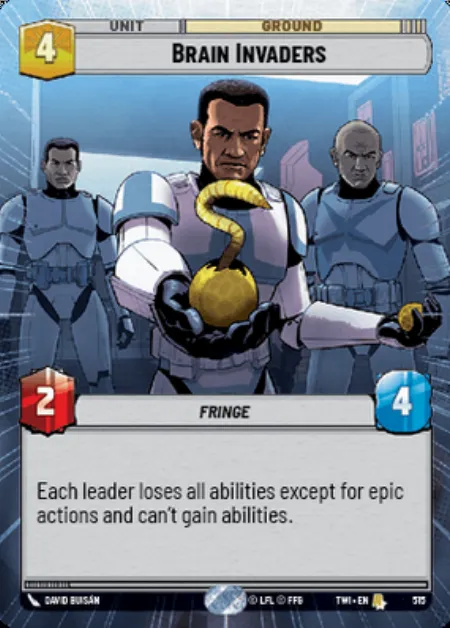 4
UNIT
GROUND
BRAIN INVADERS
2
FRINGE
4
Each leader loses all abilities except for epic
actions and can't gain abilities.
DAVID BUISÁN
© LFL © FFG
TWI • EN
515